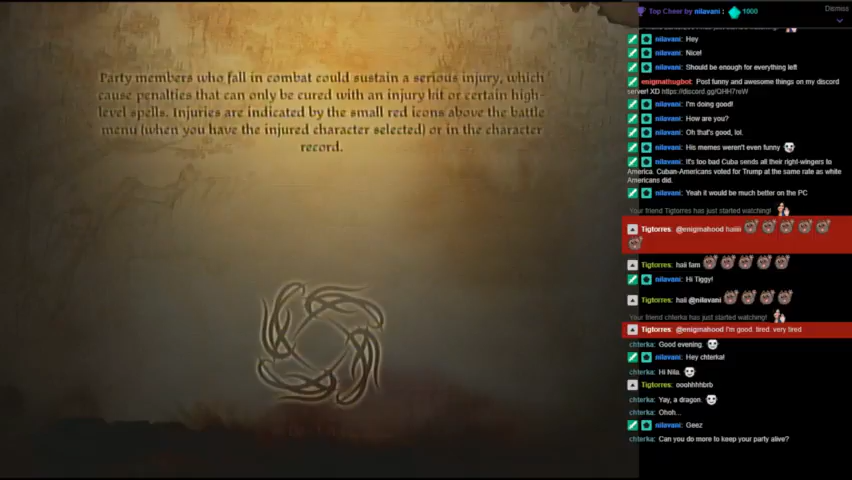 Party members who fall in combat could sustain a serious injury, which
cause penalties that can only be cured with an injury kit or certain high-
level spells. Injuries are indicated by the small red icons above the battle
menu (when you have the injured character selected) or in the character
record.
Top Cheer by nilavani : 1000
Dismiss
nilavani: Hey
nilavani: Nice!
nilavani: Should be enough for everything left
enigmattsugbot: Post funny and awesome things on my discord
server! XD https://discord.gg/QHH7reW
nilavani: I'm doing good!
nilavani: How are you?
nilavani: Oh that's good, lol.
nilavani: His memes weren't even funny
nilavani: It's too bad Cuba sends all their right-wingers to
America. Cuban-Americans voted for Trump at the same rate as white
Americans did.
nilavani: Yeah it would be much better on the PC
Your friend Tigtorres has just started watching!
Tigtorres: @enigmahood haiiii
Tigtorres: haii fam
nilavani: Hi Tiggy!
Tigtorres: haii @nilavani
Your friend chterka has just started watching!
Tigtorres: @enigmahood I'm good. tired. very tired
chterka: Good evening.
nilavani: Hey chterka!
chterka: Hi Nila.
Tigtorres: ooohhhhbrb
chterka: Yay, a dragon.
chterka: Ohoh...
nilavani: Geez
chterka: Can you do more to keep your party alive?